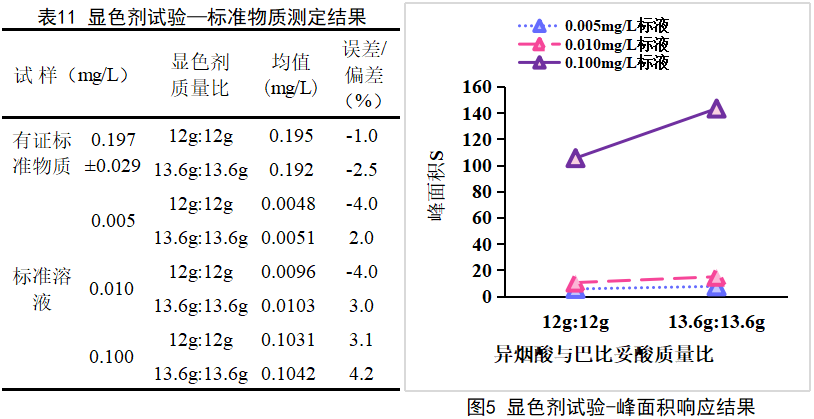 表11 显色剂试验—标准物质测定结果
试 样（mg/L） 显色剂质量比 均值(mg/L) 误差/偏差（%）
有证标准物质 0.197±0.029 12g:12g 0.195 -1.0
13.6g:13.6g 0.192 -2.5
标准溶液 0.005 12g:12g 0.0048 -4.0
13.6g:13.6g 0.0051 2.0
0.010 12g:12g 0.0096 -4.0
13.6g:13.6g 0.0103 3.0
0.100 12g:12g 0.1031 3.1
13.6g:13.6g 0.1042 4.2
0.005mg/L标液
0.010mg/L标液
0.100mg/L标液
峰面积S
160
140
120
100
80
60
40
20
0
12g:12g 13.6g:13.6g
异烟酸与巴比妥酸质量比
图5 显色剂试验-峰面积响应结果